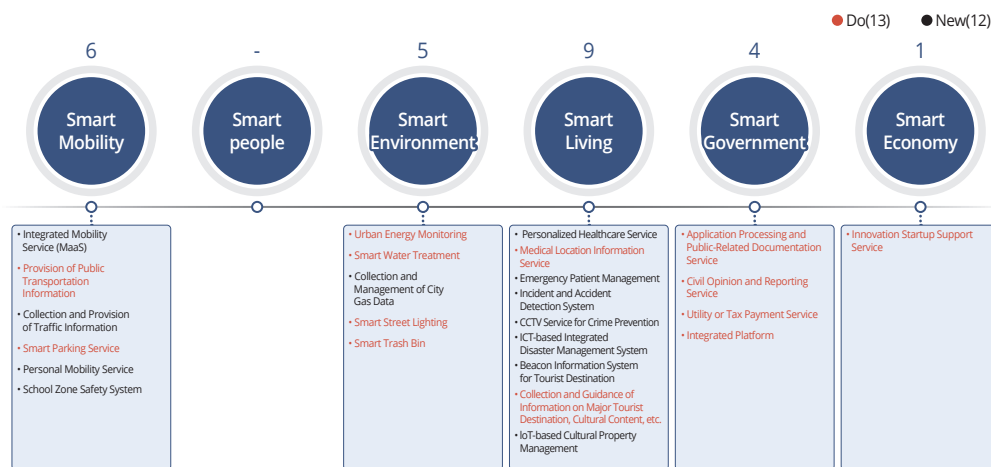 Do(13) New(12)
6
-
5
9
4
1
Smart
Mobility
Smart
people
Smart
Environment
Smart
Living
Smart
Government
Smart
Economy
• Integrated Mobility
Service (MaaS)
• Provision of Public
Transportation
Information
• Collection and Provision
of Traffic Information
• Smart Parking Service
• Personal Mobility Service
• School Zone Safety System
• Urban Energy Monitoring
• Smart Water Treatment
• Collection and
Management of City
Gas Data
• Smart Street Lighting
• Smart Trash Bin
• Personalized Healthcare Service
• Medical Location Information
Service
• Emergency Patient Management
• Incident and Accident
Detection System
• CCTV Service for Crime Prevention
• ICT-based Integrated
Disaster Management System
• Beacon Information System
for Tourist Destination
• Collection and Guidance of
Information on Major Tourist
Destination, Cultural Content, etc.
• IoT-based Cultural Property
Management
• Application Processing and
Public-Related Documentation
Service
• Civil Opinion and Reporting
Service
• Utility or Tax Payment Service
• Integrated Platform
• Innovation Startup Support
Service